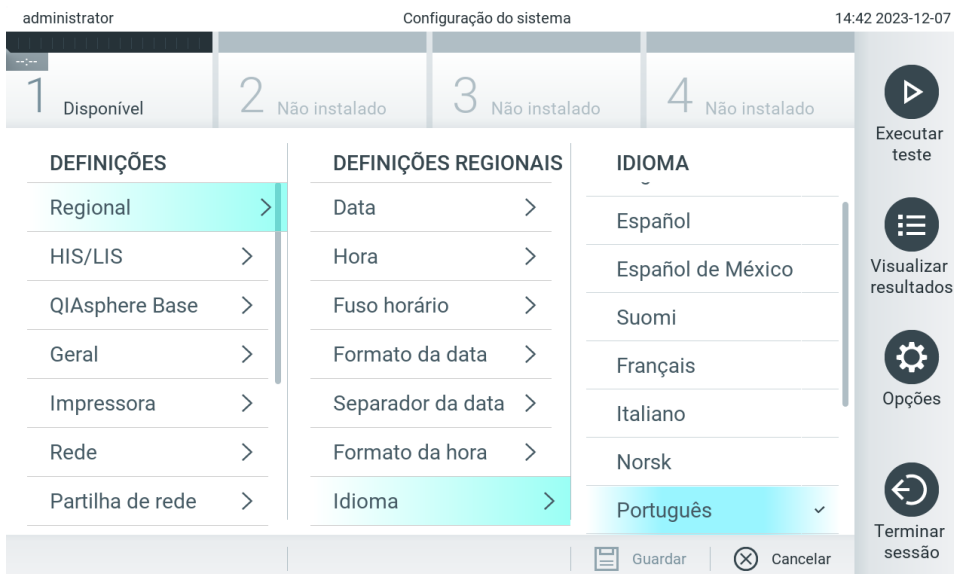 administrator
Configuração do sistema
14:42 2023-12-07
--:--
1 Disponível
2 Não instalado
3 Não instalado
4 Não instalado
DEFINIÇÕES
Regional
HIS/LIS
QIAsphere Base
Geral
Impressora
Rede
Partilha de rede
DEFINIÇÕES REGIONAIS
Data
Hora
Fuso horário
Formato da data
Separador da data
Formato da hora
Idioma
IDIOMA
Español
Español de México
Suomi
Français
Italiano
Norsk
Português
Guardar
Cancelar
Executar
teste
Visualizar
resultados
Opções
Terminar
sessão